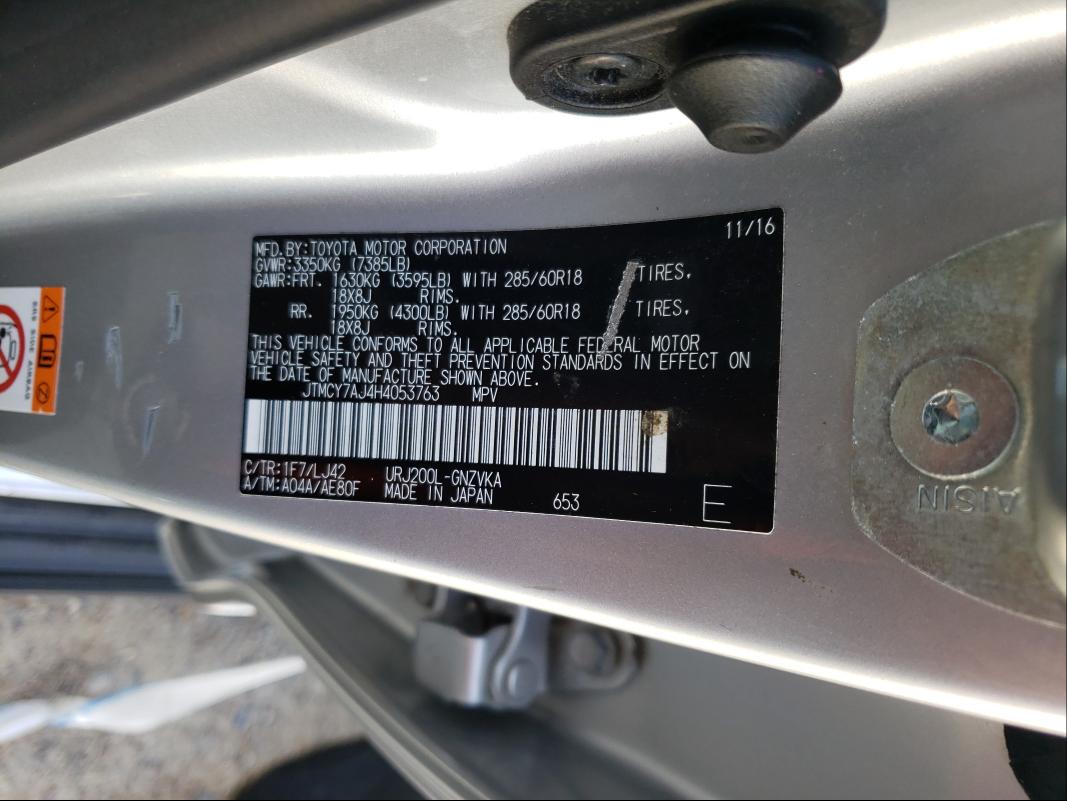 11/16
MFD.BY:TOYOTA MOTOR CORPORATION
GVWR:3350KG (7385LB)
GAWR:FRT. 1630KG (3595LB) WITH 285/60R18 TIRES,
18X8J RIMS.
RR. 1950KG (4300LB) WITH 285/60R18 TIRES,
18X8J RIMS.
THIS VEHICLE CONFORMS TO ALL APPLICABLE FEDERAL MOTOR
VEHICLE SAFETY AND THEFT PREVENTION STANDARDS IN EFFECT ON
THE DATE OF MANUFACTURE SHOWN ABOVE.
JTMCY7AJ4H4053763 MPV
C/TR:1F7/LJ42 URJ200L-GNZVKA
A/TM:A04A/AE80F MADE IN JAPAN 653 E
SRS SIDE AIRBAG
AISIN